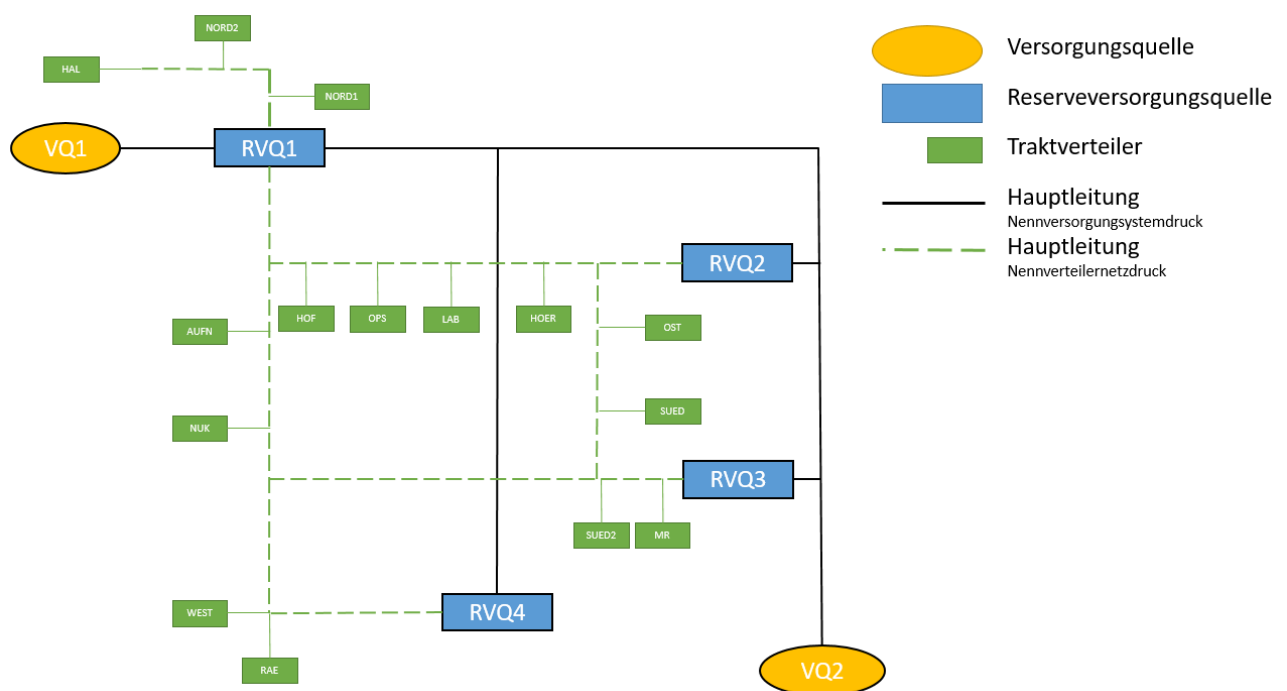 NORD2
HAL
NORD1
VQ1
RVQ1
RVQ2
HOF
OPS
LAB
HOER
OST
AUFN
SUED
NUK
RVQ3
SUED2
MR
WEST
RVQ4
RAE
VQ2
Versorgungsquelle
Reserveversorgungsquelle
Traktverteiler
Hauptleitung
Nennversorgungsystemdruck
Hauptleitung
Nennverteilernetzdruck